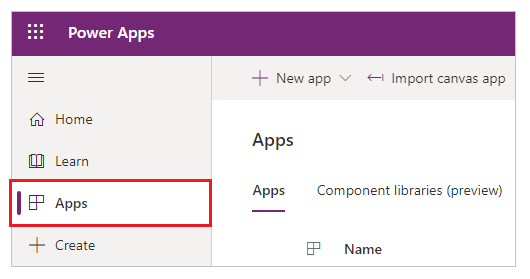 Power Apps
New app
Import canvas app
Home
Learn
Apps
Create
Apps
Apps
Component libraries (preview)
Name